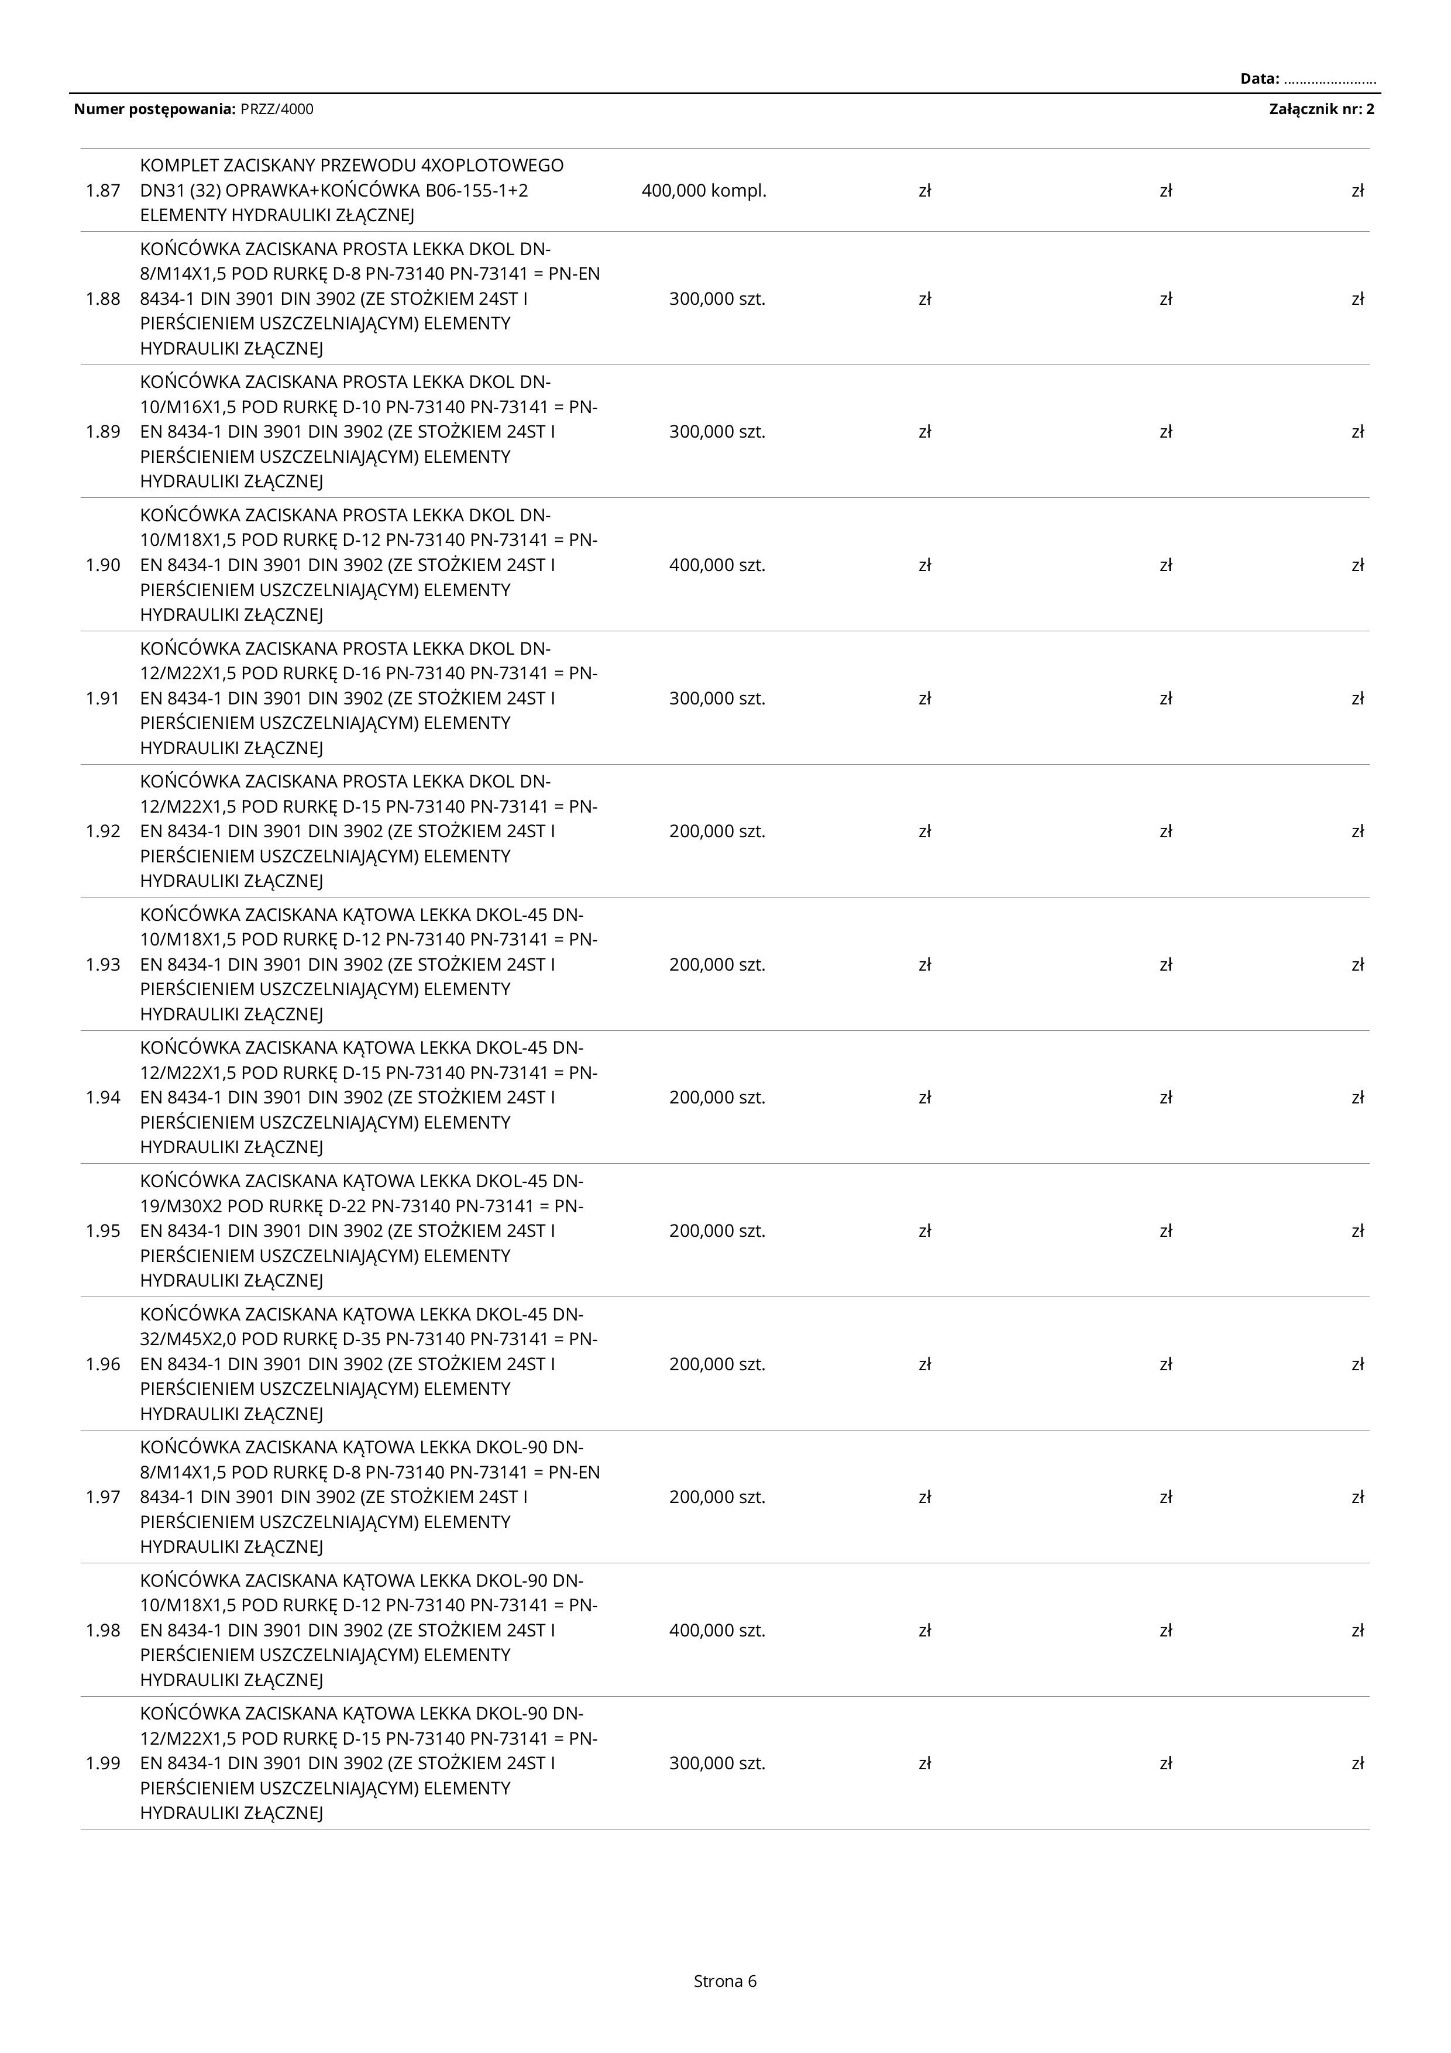 Data: ........................
Numer postępowania: PRZZ/4000 Załącznik nr: 2
KOMPLET ZACISKANY PRZEWODU 4XOPLOTOWEGO
1.87 DN31 (32) OPRAWKA+KOŃCÓWKA B06-155-1+2 400,000 kompl. zł zł zł
ELEMENTY HYDRAULIKI ZŁĄCZNEJ
KOŃCÓWKA ZACISKANA PROSTA LEKKA DKOL DN-
8/M14X1,5 POD RURKĘ D-8 PN-73140 PN-73141 = PN-EN
1.88 8434-1 DIN 3901 DIN 3902 (ZE STOŻKIEM 24ST I 300,000 szt. zł zł zł
PIERŚCIENIEM USZCZELNIAJĄCYM) ELEMENTY
HYDRAULIKI ZŁĄCZNEJ
KOŃCÓWKA ZACISKANA PROSTA LEKKA DKOL DN-
10/M16X1,5 POD RURKĘ D-10 PN-73140 PN-73141 = PN-
1.89 EN 8434-1 DIN 3901 DIN 3902 (ZE STOŻKIEM 24ST I 300,000 szt. zł zł zł
PIERŚCIENIEM USZCZELNIAJĄCYM) ELEMENTY
HYDRAULIKI ZŁĄCZNEJ
KOŃCÓWKA ZACISKANA PROSTA LEKKA DKOL DN-
10/M18X1,5 POD RURKĘ D-12 PN-73140 PN-73141 = PN-
1.90 EN 8434-1 DIN 3901 DIN 3902 (ZE STOŻKIEM 24ST I 400,000 szt. zł zł zł
PIERŚCIENIEM USZCZELNIAJĄCYM) ELEMENTY
HYDRAULIKI ZŁĄCZNEJ
KOŃCÓWKA ZACISKANA PROSTA LEKKA DKOL DN-
12/M22X1,5 POD RURKĘ D-16 PN-73140 PN-73141 = PN-
1.91 EN 8434-1 DIN 3901 DIN 3902 (ZE STOŻKIEM 24ST I 300,000 szt. zł zł zł
PIERŚCIENIEM USZCZELNIAJĄCYM) ELEMENTY
HYDRAULIKI ZŁĄCZNEJ
KOŃCÓWKA ZACISKANA PROSTA LEKKA DKOL DN-
12/M22X1,5 POD RURKĘ D-15 PN-73140 PN-73141 = PN-
1.92 EN 8434-1 DIN 3901 DIN 3902 (ZE STOŻKIEM 24ST I 200,000 szt. zł zł zł
PIERŚCIENIEM USZCZELNIAJĄCYM) ELEMENTY
HYDRAULIKI ZŁĄCZNEJ
KOŃCÓWKA ZACISKANA KĄTOWA LEKKA DKOL-45 DN-
10/M18X1,5 POD RURKĘ D-12 PN-73140 PN-73141 = PN-
1.93 EN 8434-1 DIN 3901 DIN 3902 (ZE STOŻKIEM 24ST I 200,000 szt. zł zł zł
PIERŚCIENIEM USZCZELNIAJĄCYM) ELEMENTY
HYDRAULIKI ZŁĄCZNEJ
KOŃCÓWKA ZACISKANA KĄTOWA LEKKA DKOL-45 DN-
12/M22X1,5 POD RURKĘ D-15 PN-73140 PN-73141 = PN-
1.94 EN 8434-1 DIN 3901 DIN 3902 (ZE STOŻKIEM 24ST I 200,000 szt. zł zł zł
PIERŚCIENIEM USZCZELNIAJĄCYM) ELEMENTY
HYDRAULIKI ZŁĄCZNEJ
KOŃCÓWKA ZACISKANA KĄTOWA LEKKA DKOL-45 DN-
19/M30X2 POD RURKĘ D-22 PN-73140 PN-73141 = PN-
1.95 EN 8434-1 DIN 3901 DIN 3902 (ZE STOŻKIEM 24ST I 200,000 szt. zł zł zł
PIERŚCIENIEM USZCZELNIAJĄCYM) ELEMENTY
HYDRAULIKI ZŁĄCZNEJ
KOŃCÓWKA ZACISKANA KĄTOWA LEKKA DKOL-45 DN-
32/M45X2,0 POD RURKĘ D-35 PN-73140 PN-73141 = PN-
1.96 EN 8434-1 DIN 3901 DIN 3902 (ZE STOŻKIEM 24ST I 200,000 szt. zł zł zł
PIERŚCIENIEM USZCZELNIAJĄCYM) ELEMENTY
HYDRAULIKI ZŁĄCZNEJ
KOŃCÓWKA ZACISKANA KĄTOWA LEKKA DKOL-90 DN-
8/M14X1,5 POD RURKĘ D-8 PN-73140 PN-73141 = PN-EN
1.97 8434-1 DIN 3901 DIN 3902 (ZE STOŻKIEM 24ST I 200,000 szt. zł zł zł
PIERŚCIENIEM USZCZELNIAJĄCYM) ELEMENTY
HYDRAULIKI ZŁĄCZNEJ
KOŃCÓWKA ZACISKANA KĄTOWA LEKKA DKOL-90 DN-
10/M18X1,5 POD RURKĘ D-12 PN-73140 PN-73141 = PN-
1.98 EN 8434-1 DIN 3901 DIN 3902 (ZE STOŻKIEM 24ST I 400,000 szt. zł zł zł
PIERŚCIENIEM USZCZELNIAJĄCYM) ELEMENTY
HYDRAULIKI ZŁĄCZNEJ
KOŃCÓWKA ZACISKANA KĄTOWA LEKKA DKOL-90 DN-
12/M22X1,5 POD RURKĘ D-15 PN-73140 PN-73141 = PN-
1.99 EN 8434-1 DIN 3901 DIN 3902 (ZE STOŻKIEM 24ST I 300,000 szt. zł zł zł
PIERŚCIENIEM USZCZELNIAJĄCYM) ELEMENTY
HYDRAULIKI ZŁĄCZNEJ
Strona 6